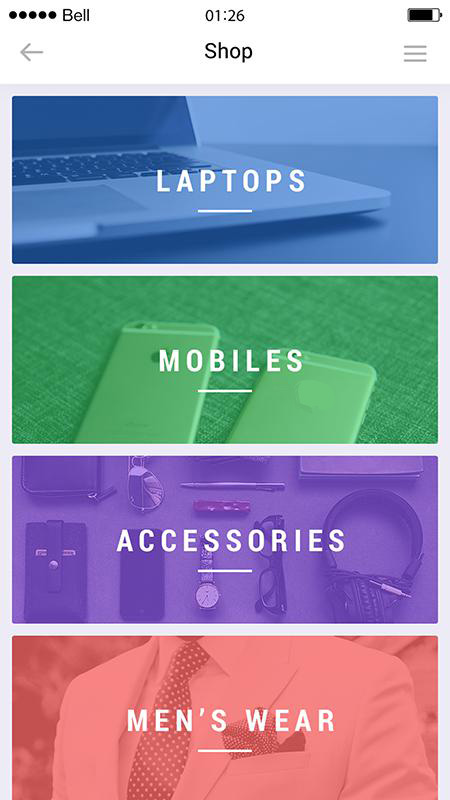 Bell 01:26
Shop
LAPTOPS
MOBILES
ACCESSORIES
MEN’S WEAR